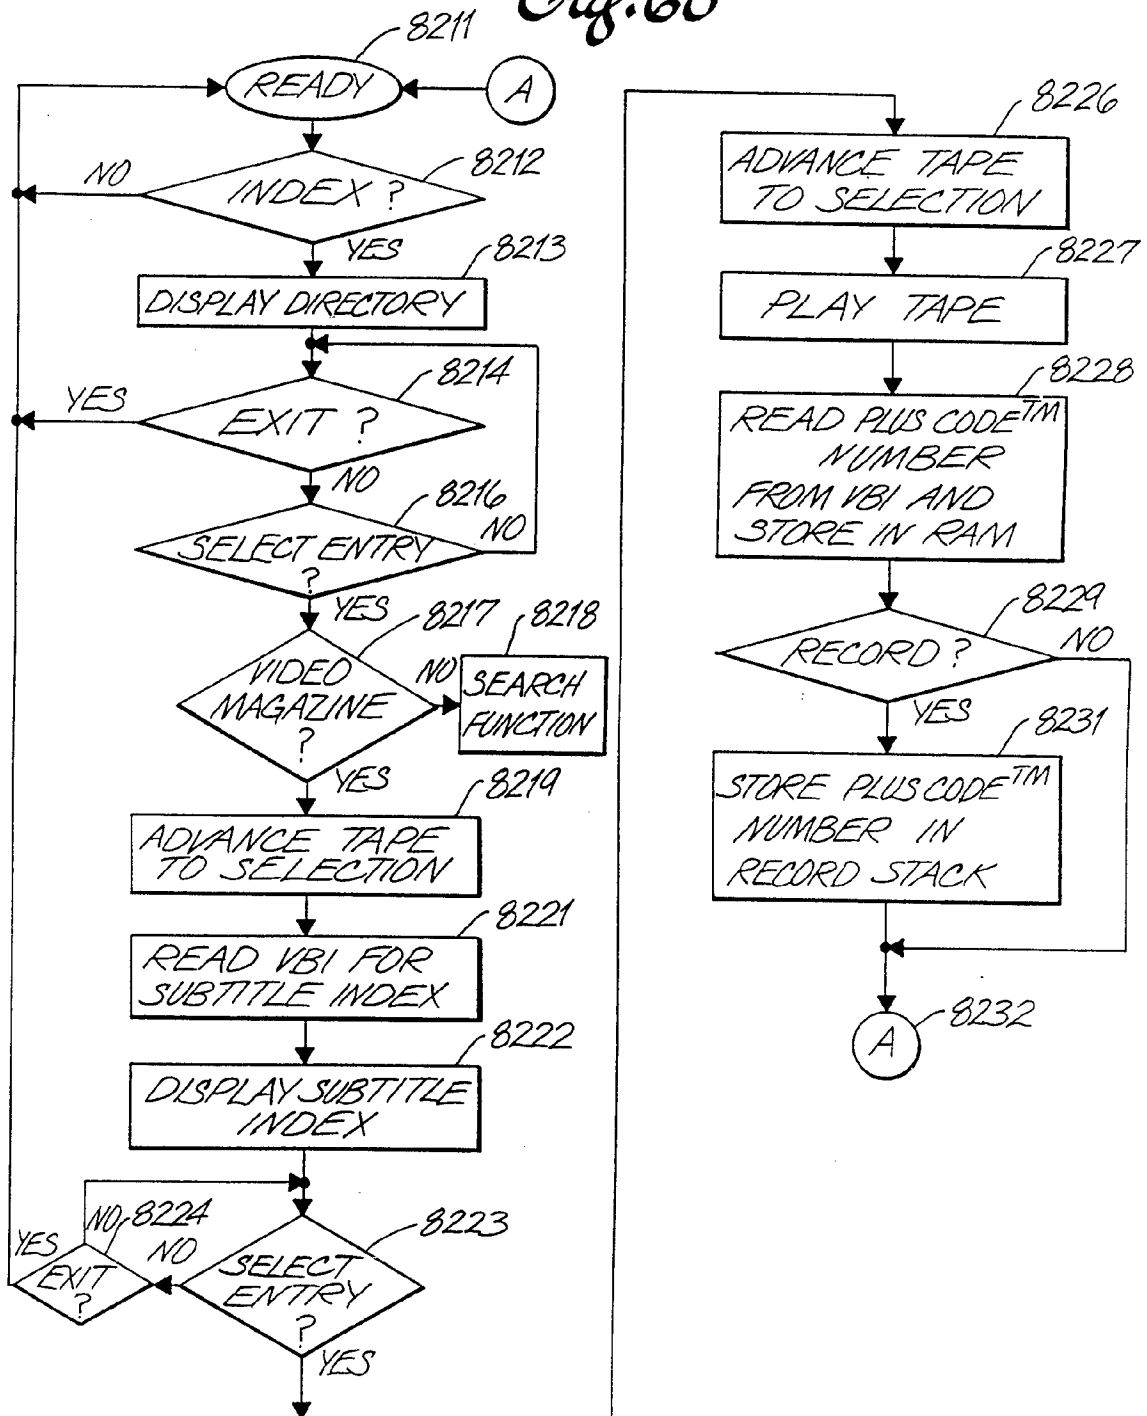 Fig. 60
8211
READY
A
8212
INDEX ?
NO
YES
8213
DISPLAY DIRECTORY
8214
EXIT ?
YES
NO
8216
SELECT ENTRY
?
NO
YES
8217
VIDEO
MAGAZINE
?
NO
8218
SEARCH
FUNCTION
YES
8219
ADVANCE TAPE
TO SELECTION
8221
READ VBI FOR
SUBTITLE INDEX
8222
DISPLAY SUBTITLE
INDEX
8223
SELECT
ENTRY
?
NO
8224
NO
EXIT
?
YES
YES
8226
ADVANCE TAPE
TO SELECTION
8227
PLAY TAPE
8228
READ PLUS CODE™
NUMBER
FROM VBI AND
STORE IN RAM
8229
RECORD ?
NO
YES
8231
STORE PLUS CODE™
NUMBER IN
RECORD STACK
A
8232